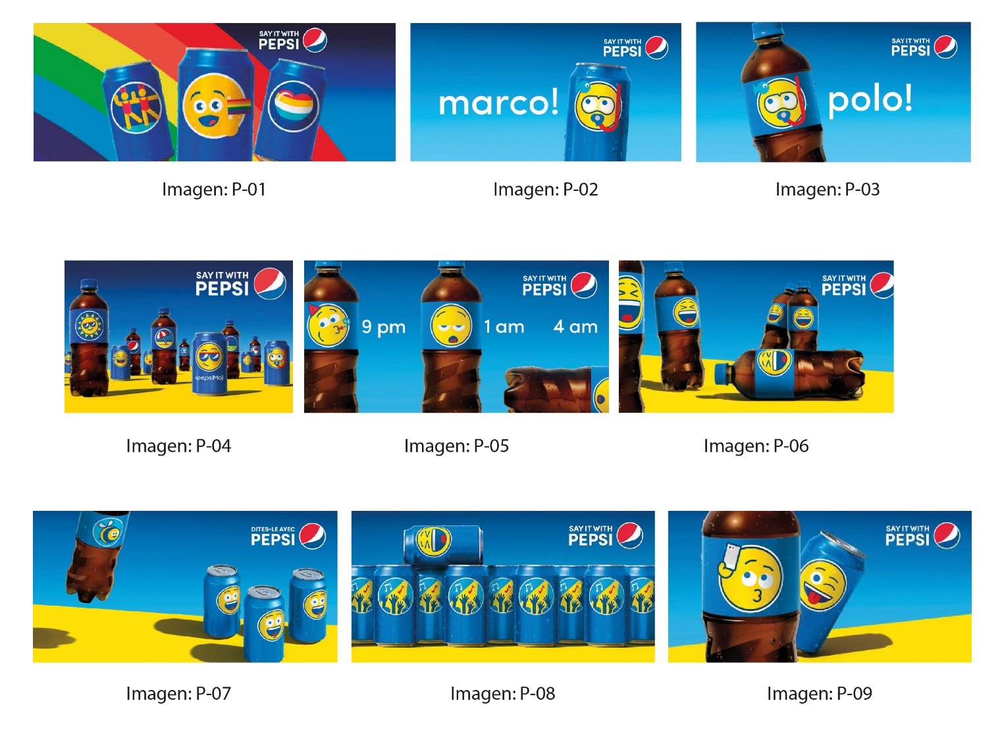 SAY IT WITH
PEPSI
SAY IT WITH
PEPSI
marco!
SAY IT WITH
PEPSI
polo!
Imagen: P-01
Imagen: P-02
Imagen: P-03
SAY IT WITH
PEPSI
#pepsiMoji
SAY IT WITH
PEPSI
9 pm
1 am
4 am
SAY IT WITH
PEPSI
Imagen: P-04
Imagen: P-05
Imagen: P-06
DITES-LE AVEC
PEPSI
SAY IT WITH
PEPSI
SAY IT WITH
PEPSI
Imagen: P-07
Imagen: P-08
Imagen: P-09